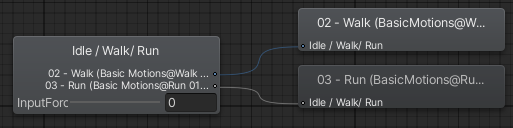 Idle / Walk/ Run
02 - Walk (Basic Motions@Walk ...
03 - Run (Basic Motions@Run 01...
InputForc
0
02 - Walk (BasicMotions@W...
Idle / Walk/ Run
03 - Run (BasicMotions@Ru...
Idle / Walk/ Run